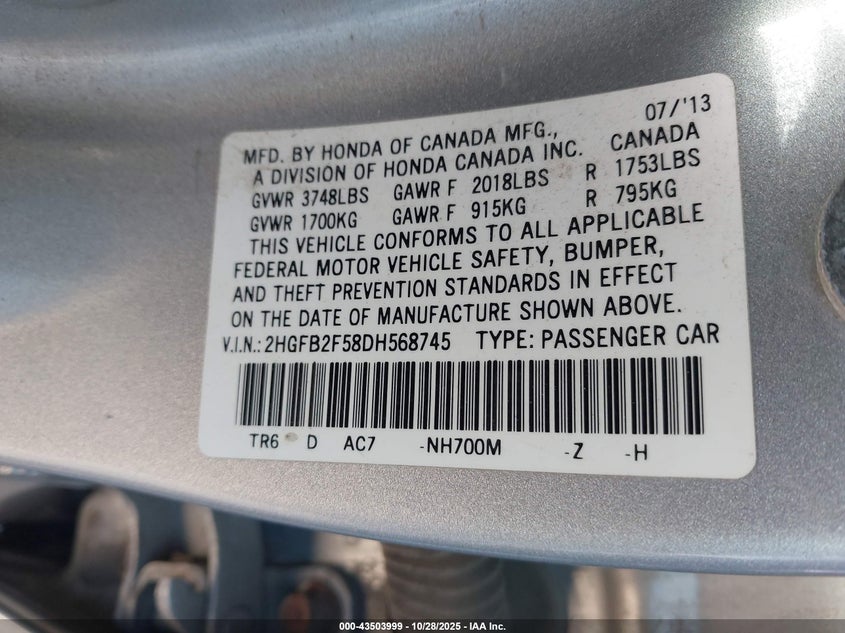 07/'13
MFD. BY HONDA OF CANADA MFG.,
A DIVISION OF HONDA CANADA INC. CANADA
GVWR 3748LBS GAWR F 2018LBS R 1753LBS
GVWR 1700KG GAWR F 915KG R 795KG
THIS VEHICLE CONFORMS TO ALL APPLICABLE
FEDERAL MOTOR VEHICLE SAFETY, BUMPER,
AND THEFT PREVENTION STANDARDS IN EFFECT
ON THE DATE OF MANUFACTURE SHOWN ABOVE.
V.I.N.: 2HGFB2F58DH568745 TYPE: PASSENGER CAR
TR6 D AC7 -NH700M -Z -H
000-43503999 | 10/28/2025 - IAA Inc.